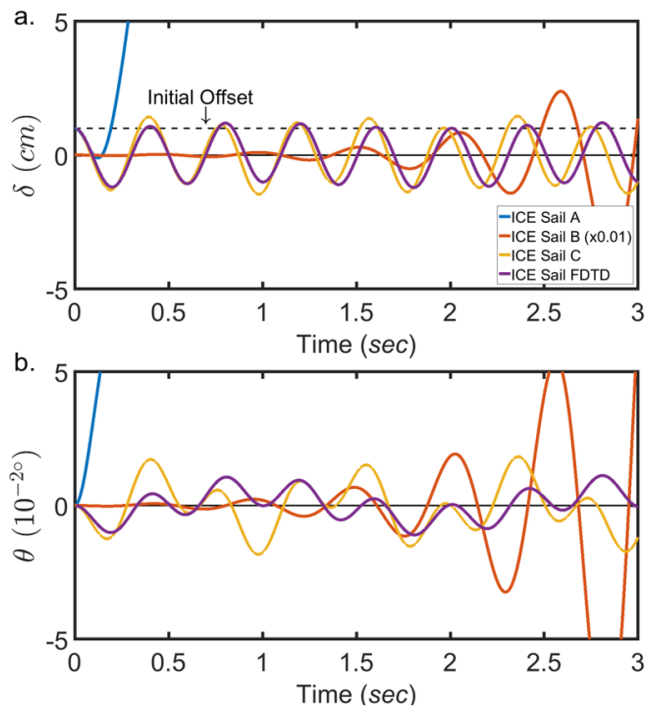 a.
5
Initial Offset
0
δ (cm)
ICE Sail A
ICE Sail B (x0.01)
ICE Sail C
ICE Sail FDTD
-5
0 0.5 1 1.5 2 2.5 3
Time (sec)
b.
5
0
θ (10⁻²°)
-5
0 0.5 1 1.5 2 2.5 3
Time (sec)